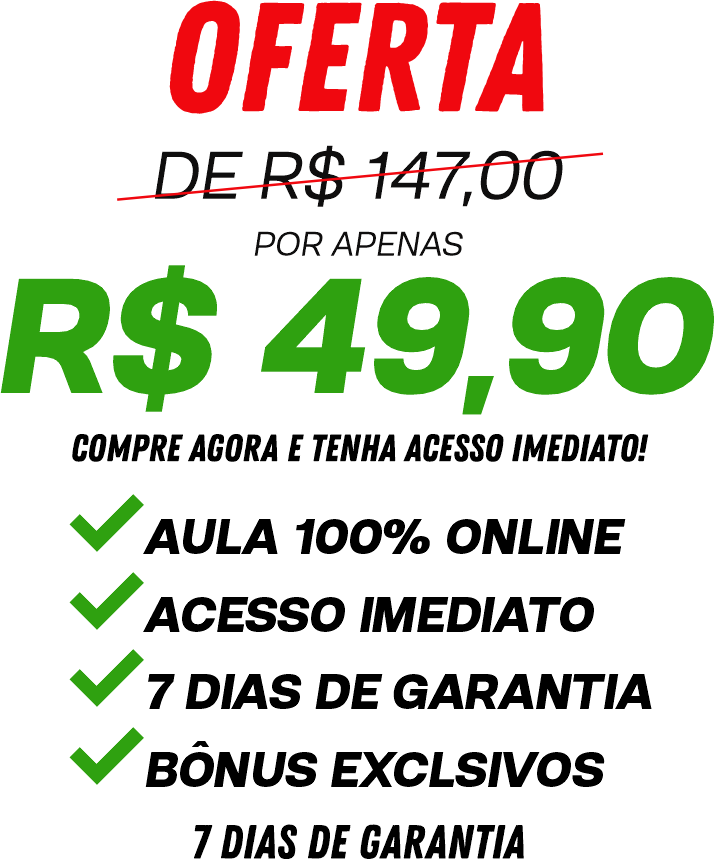 OFERTA
DE R$ 147,00
POR APENAS
R$ 49,90
COMPRE AGORA E TENHA ACESSO IMEDIATO!
AULA 100% ONLINE
ACESSO IMEDIATO
7 DIAS DE GARANTIA
BÔNUS EXCLSIVOS
7 DIAS DE GARANTIA